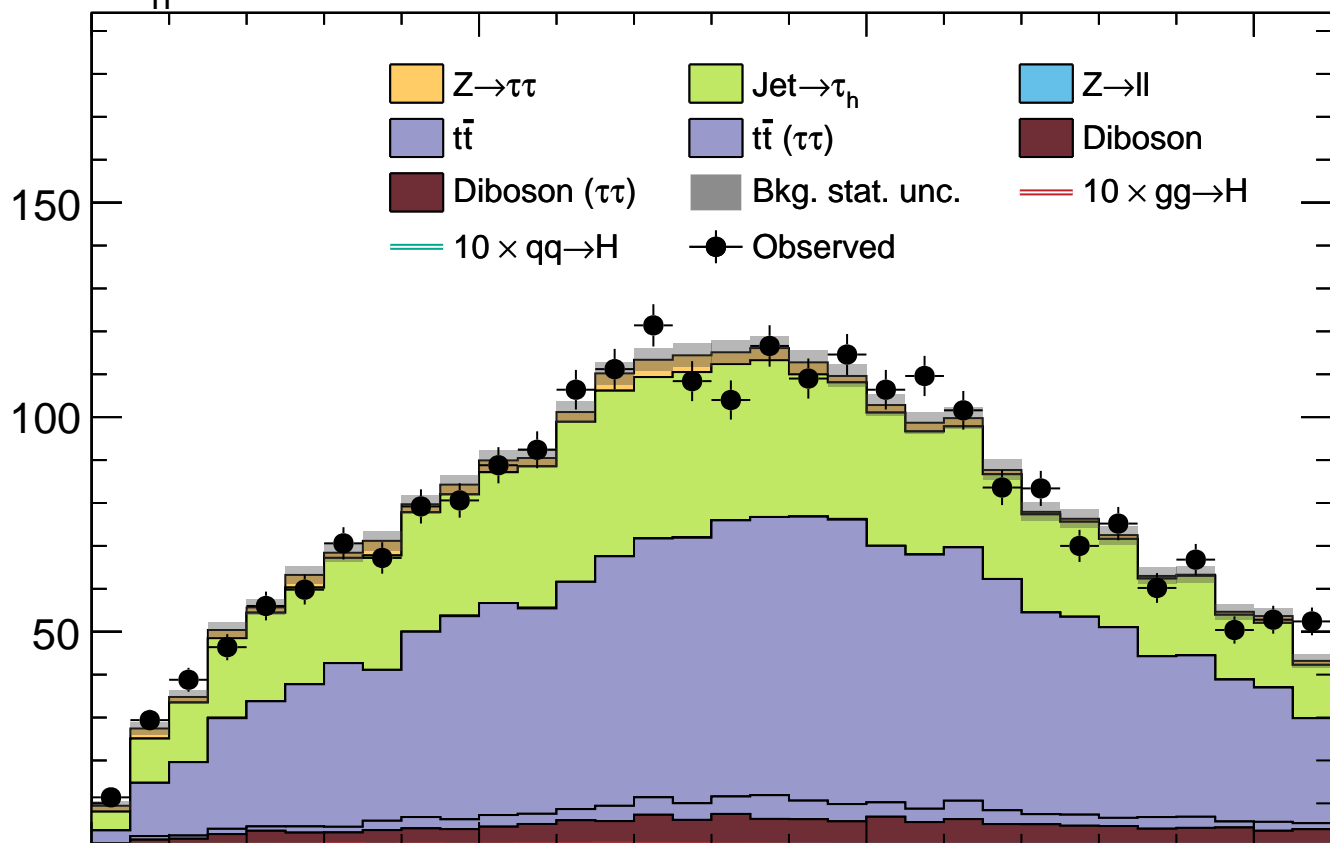 Z→ττ Jet→τₕ Z→ll
tt̄ tt̄ (ττ) Diboson
150 Diboson (ττ) Bkg. stat. unc. 10 × gg→H
10 × qq→H Observed
100
50